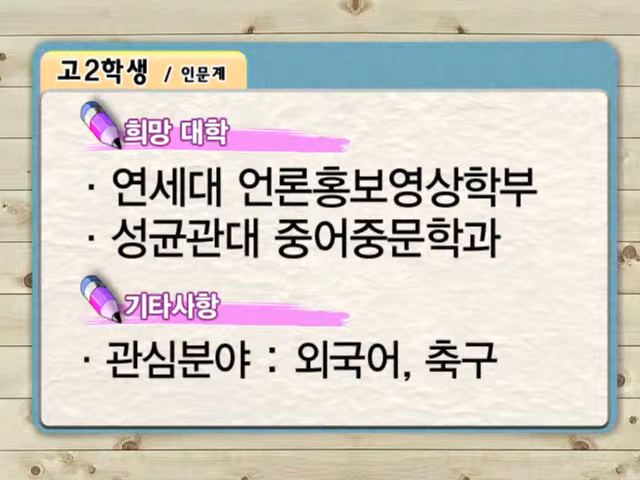 고2학생 / 인문계
희망 대학
· 연세대 언론홍보영상학부
· 성균관대 중어중문학과
기타사항
· 관심분야 : 외국어, 축구